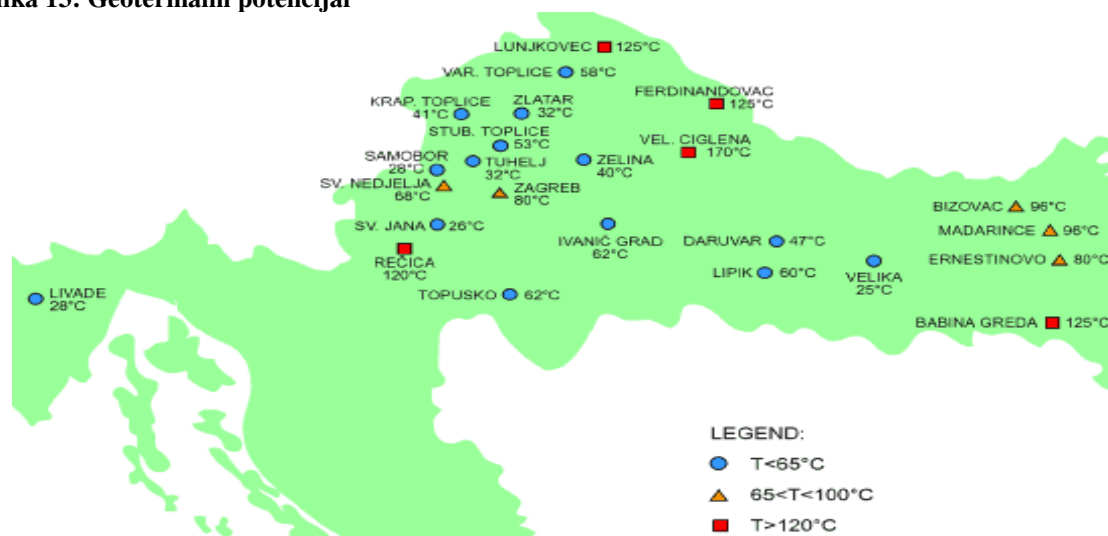 Geotermalni potencijal
LUNJKOVEC 125°C
VAR. TOPLICE 58°C
FERDINANDOVAC
125°C
KRAP. TOPLICE
41°C
ZLATAR
32°C
STUB. TOPLICE
53°C
VEL. CIGLENA
170°C
SAMOBOR
28°C
TUHELJ
32°C
ZELINA
40°C
SV. NEDJELJA
68°C
ZAGREB
80°C
BIZOVAC 96°C
SV. JANA 26°C
IVANIĆ GRAD
62°C
DARUVAR 47°C
MADARINCE 96°C
REČICA
120°C
LIPIK 60°C
VELIKA
25°C
ERNESTINOVO 80°C
LIVADE
28°C
TOPUSKO 62°C
BABINA GREDA 125°C
LEGEND:
T<65°C
65<T<100°C
T>120°C